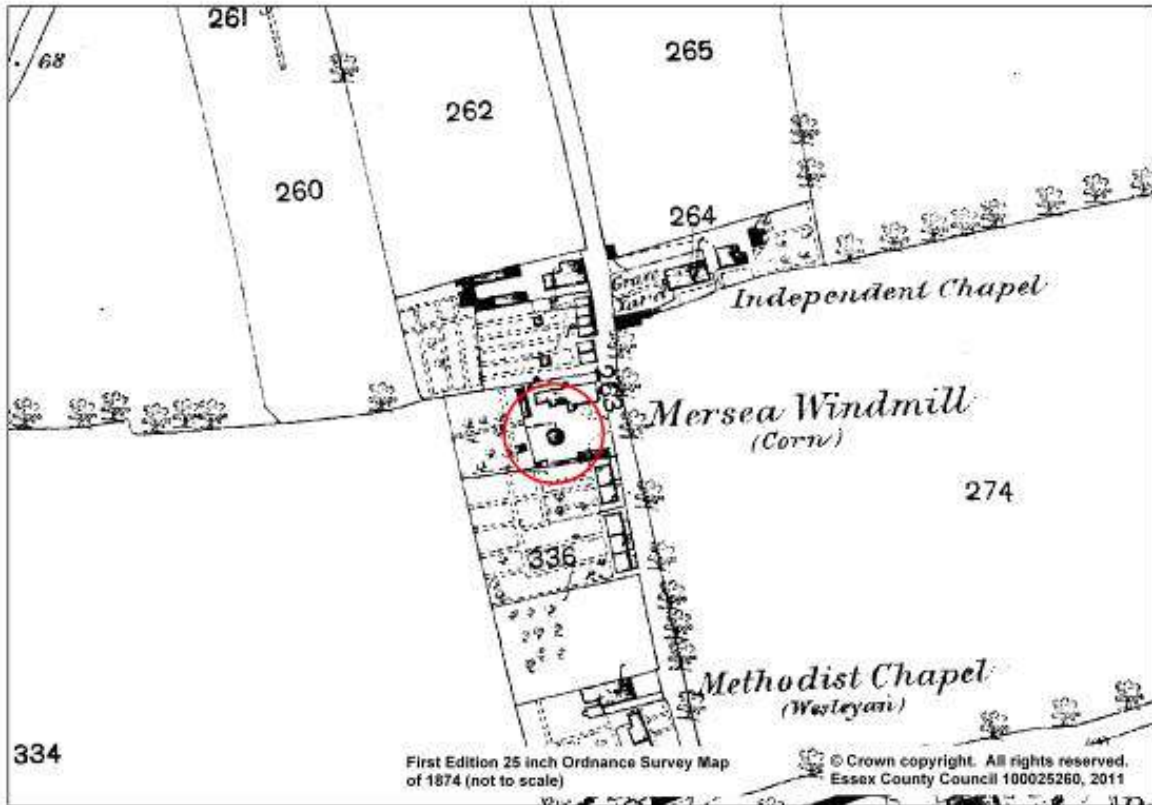 261
68
265
262
260
264
Grave
Yard
Independent Chapel
263
Mersea Windmill
(Corn)
274
336
Methodist Chapel
(Wesleyan)
334
First Edition 25 inch Ordnance Survey Map
of 1874 (not to scale)
© Crown copyright. All rights reserved.
Essex County Council 100025260, 2011